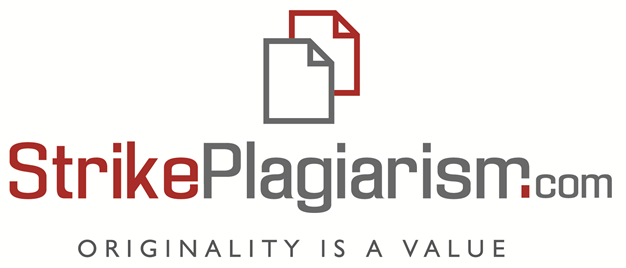 StrikePlagiarism.com
ORIGINALITY IS A VALUE